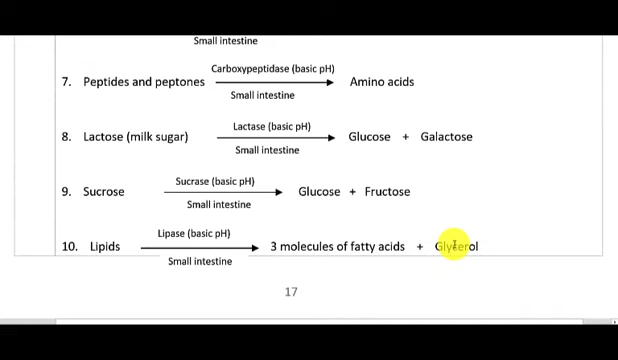 Small intestine
Carboxypeptidase (basic pH)
7. Peptides and peptones Amino acids
Small intestine
Lactase (basic pH)
8. Lactose (milk sugar) Glucose + Galactose
Small intestine
Sucrase (basic pH)
9. Sucrose Glucose + Fructose
Small intestine
Lipase (basic pH)
10. Lipids 3 molecules of fatty acids + Glycerol
Small intestine
17